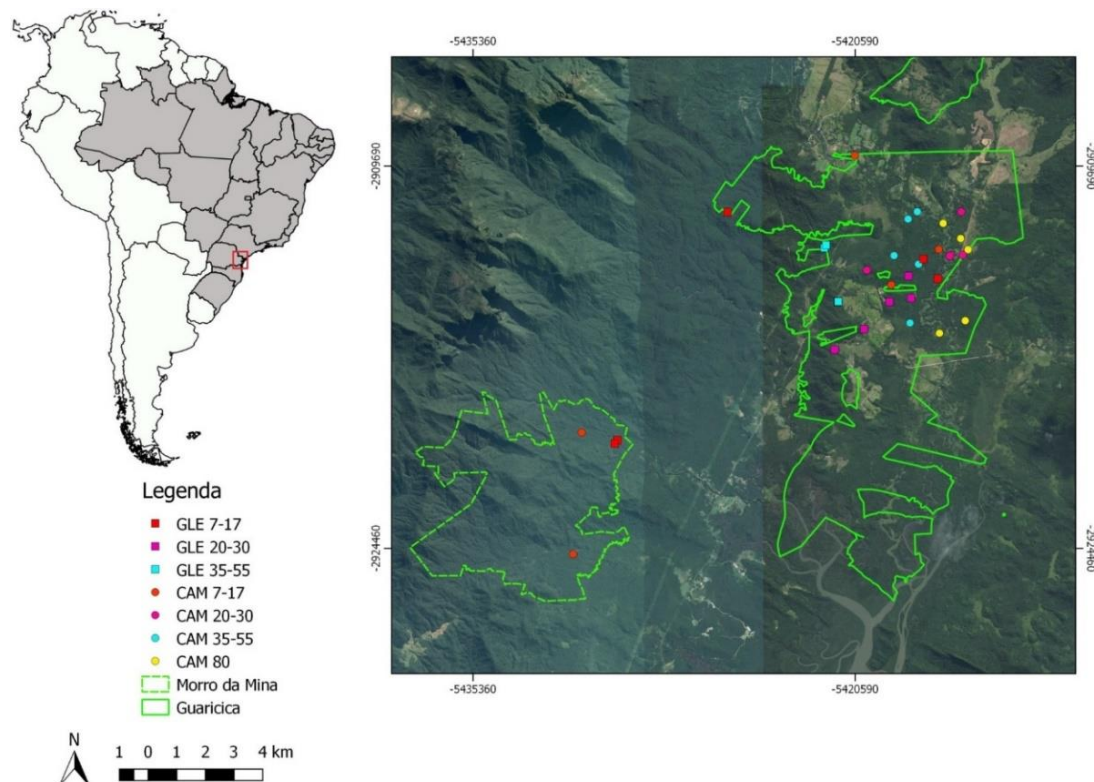 -5435360
-5420590
-2909690
-2909690
-2924460
-2924460
-5435360
-5420590
Legenda
GLE 7-17
GLE 20-30
GLE 35-55
CAM 7-17
CAM 20-30
CAM 35-55
CAM 80
Morro da Mina
Guaricica
N
1 0 1 2 3 4 km